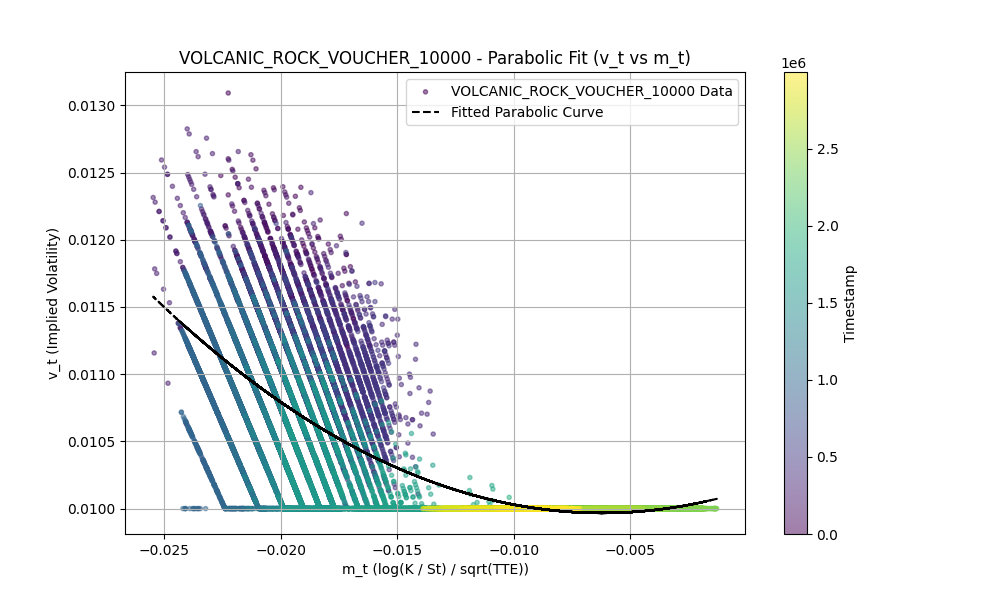 VOLCANIC_ROCK_VOUCHER_10000 - Parabolic Fit (v_t vs m_t)
1e6
VOLCANIC_ROCK_VOUCHER_10000 Data
Fitted Parabolic Curve
v_t (Implied Volatility)
0.0130
0.0125
0.0120
0.0115
0.0110
0.0105
0.0100
−0.025
−0.020
−0.015
−0.010
−0.005
m_t (log(K / St) / sqrt(TTE))
2.5
2.0
1.5
1.0
0.5
0.0
Timestamp